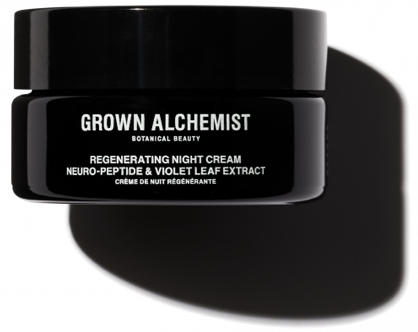 GROWN ALCHEMIST
BOTANICAL BEAUTY
REGENERATING NIGHT CREAM
NEURO-PEPTIDE & VIOLET LEAF EXTRACT
CRÈME DE NUIT RÉGÉNÉRANTE